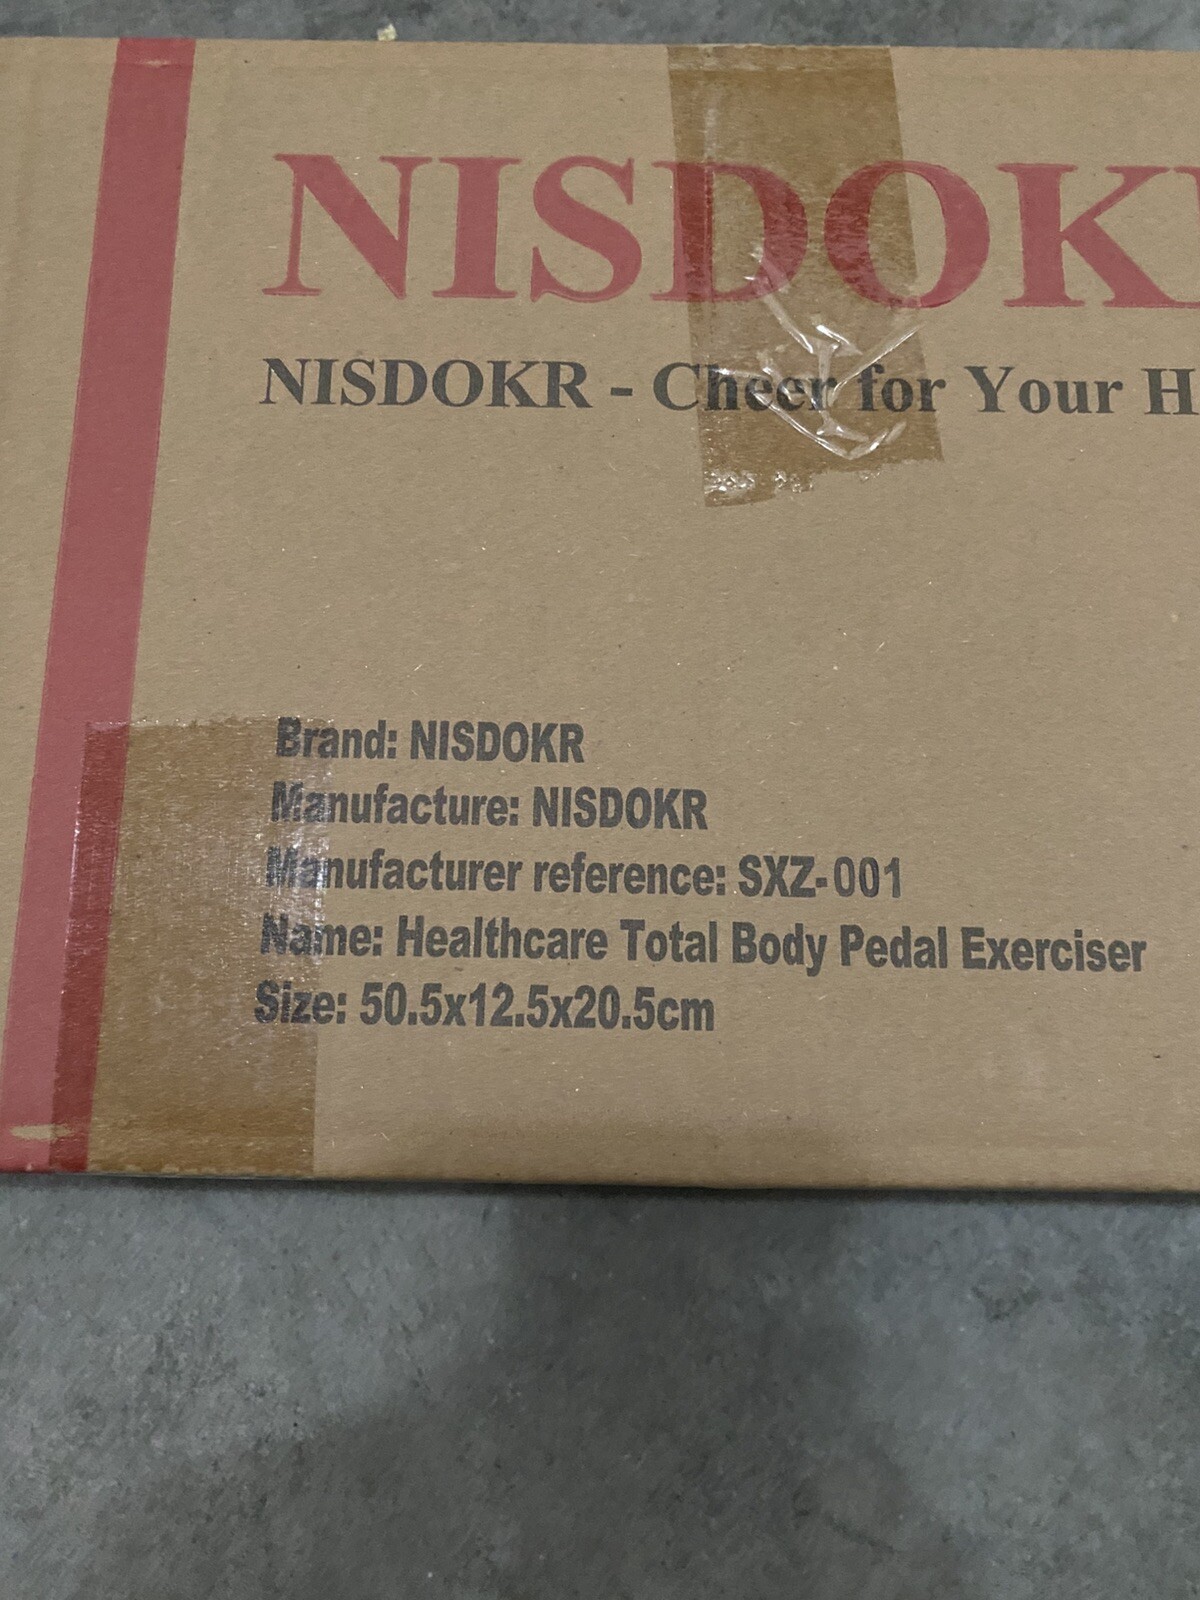 NISDOK
NISDOKR - Cheer for Your H
Brand: NISDOKR
Manufacture: NISDOKR
Manufacturer reference: SXZ-001
Name: Healthcare Total Body Pedal Exerciser
Size: 50.5x12.5x20.5cm